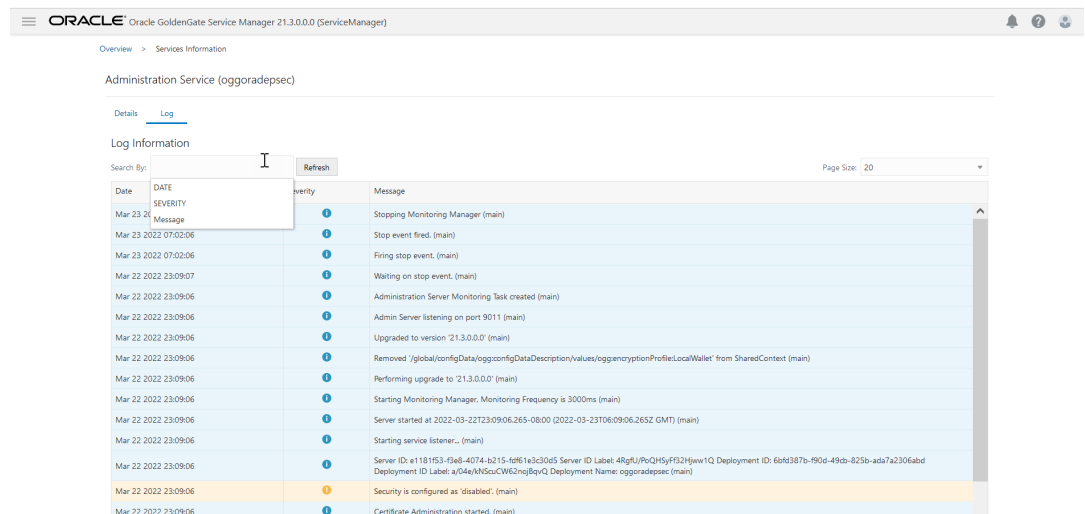 ORACLE Oracle GoldenGate Service Manager 21.3.0.0.0 (ServiceManager)
Overview > Services Information
Administration Service (oggoradepsec)
Details Log
Log Information
Search By: Refresh Page Size: 20
DATE
SEVERITY
Message
Date everity Message
Mar 23 20 Stopping Monitoring Manager (main)
Mar 23 2022 07:02:06 Stop event fired. (main)
Mar 23 2022 07:02:06 Firing stop event. (main)
Mar 22 2022 23:09:07 Waiting on stop event. (main)
Mar 22 2022 23:09:06 Administration Server Monitoring Task created (main)
Mar 22 2022 23:09:06 Admin Server listening on port 9011 (main)
Mar 22 2022 23:09:06 Upgraded to version '21.3.0.0.0' (main)
Mar 22 2022 23:09:06 Removed '/global/configData/ogg:configDataDescription/values/ogg:encryptionProfile:LocalWallet' from SharedContext (main)
Mar 22 2022 23:09:06 Performing upgrade to '21.3.0.0.0' (main)
Mar 22 2022 23:09:06 Starting Monitoring Manager, Monitoring Frequency is 3000ms (main)
Mar 22 2022 23:09:06 Server started at 2022-03-22T23:09:06.265-08:00 (2022-03-23T06:09:06.265Z GMT) (main)
Mar 22 2022 23:09:06 Starting service listener... (main)
Mar 22 2022 23:09:06 Server ID: e1181f53-f3e8-4074-b215-fdf61e3c30d5 Server ID Label: 4RgfU/PoQHSyFf32Hjww1Q Deployment ID: 6bfd387b-f90d-49cb-825b-ada7a2306abd
Deployment ID Label: a/04e/kNScuCW62nojBqvQ Deployment Name: oggoradepsec (main)
Mar 22 2022 23:09:06 Security is configured as 'disabled'. (main)
Mar 22 2022 23:09:06 Certificate Administration started. (main)